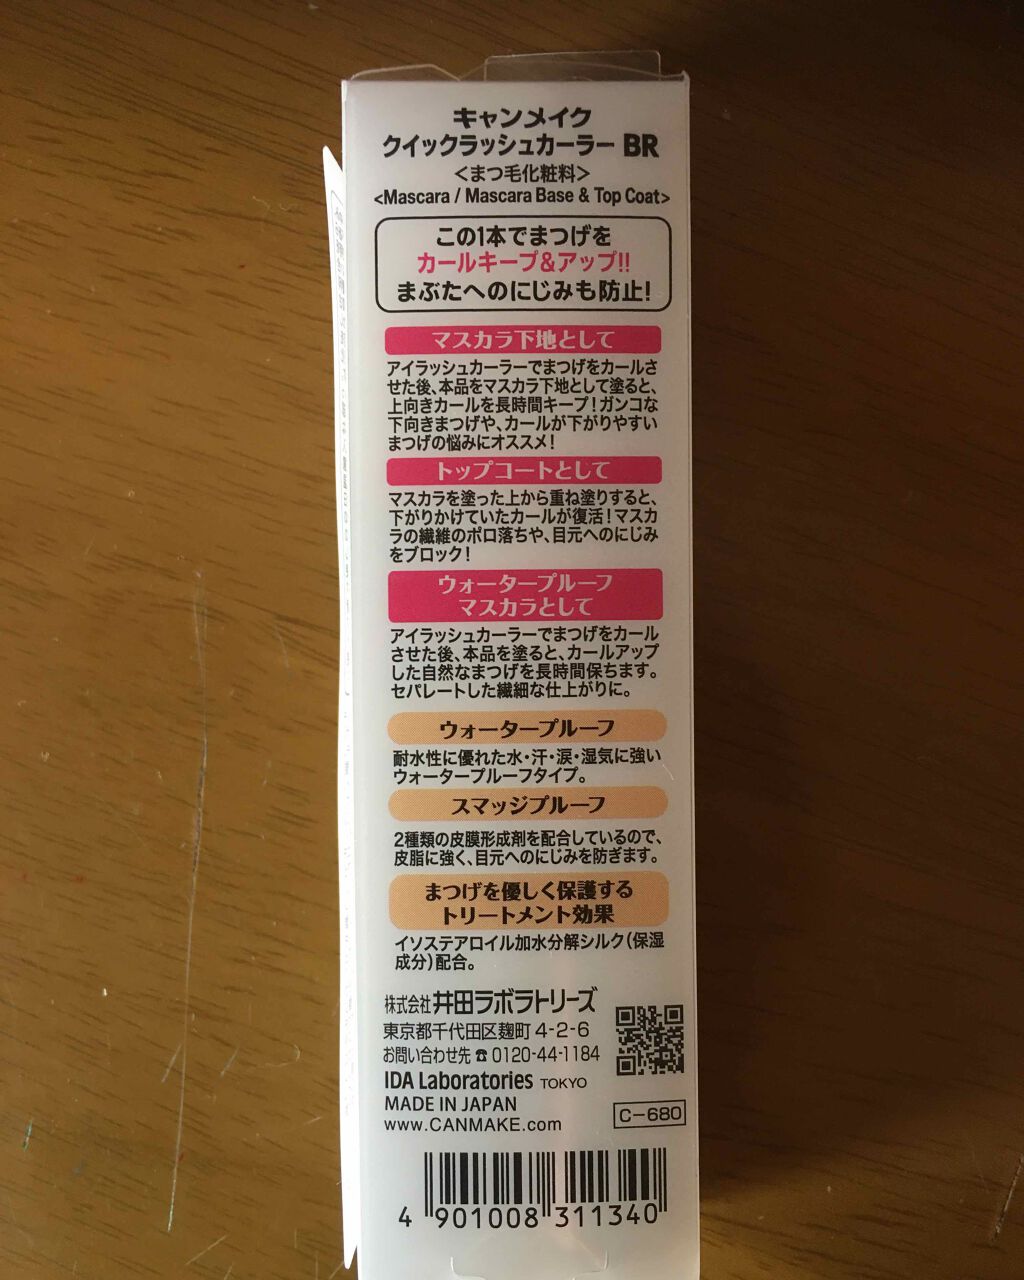 キャンメイク
クイックラッシュカーラー BR
<まつ毛化粧料>
<Mascara / Mascara Base & Top Coat>
この1本でまつげを
カールキープ&アップ!!
まぶたへのにじみも防止!
マスカラ下地として
アイラッシュカーラーでまつげをカールさ
せた後、本品をマスカラ下地として塗ると、
上向きカールを長時間キープ!ガンコな
下向きまつげや、カールが下がりやすい
まつげの悩みにオススメ!
トップコートとして
マスカラを塗った上から重ね塗りすると、
下がりかけていたカールが復活!マスカ
ラの繊維のポロ落ちや、目元へのにじみ
をブロック!
ウォータープルーフ
マスカラとして
アイラッシュカーラーでまつげをカール
させた後、本品を塗ると、カールアップ
した自然なまつげを長時間保ちます。
セパレートした繊細な仕上がりに。
ウォータープルーフ
耐水性に優れた水・汗・涙・湿気に強い
ウォータープルーフタイプ。
スマッジプルーフ
2種類の皮膜形成剤を配合しているので、
皮脂に強く、目元へのにじみを防ぎます。
まつげを優しく保護する
トリートメント効果
イソステアロイル加水分解シルク(保湿
成分)配合。
株式会社 井田ラボラトリーズ
東京都千代田区麹町 4-2-6
お問い合わせ先 ☎ 0120-44-1184
IDA Laboratories TOKYO
MADE IN JAPAN
www.CANMAKE.com
C-680
4 901008 311340